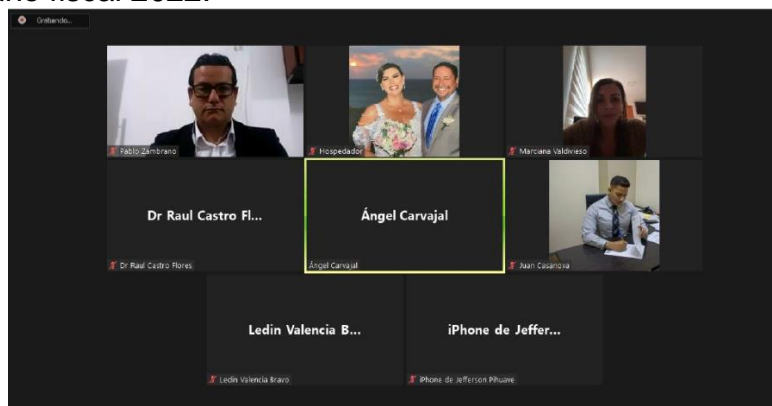 Grabando...
Pablo Zambrano
Hospedador
Marciana Valdivieso
Dr Raul Castro Fl...
Dr Raul Castro Flores
Ángel Carvajal
Ángel Carvajal
Juan Casanova
Ledin Valencia B...
Ledin Valencia Bravo
iPhone de Jeffer...
iPhone de Jefferson Pihuave